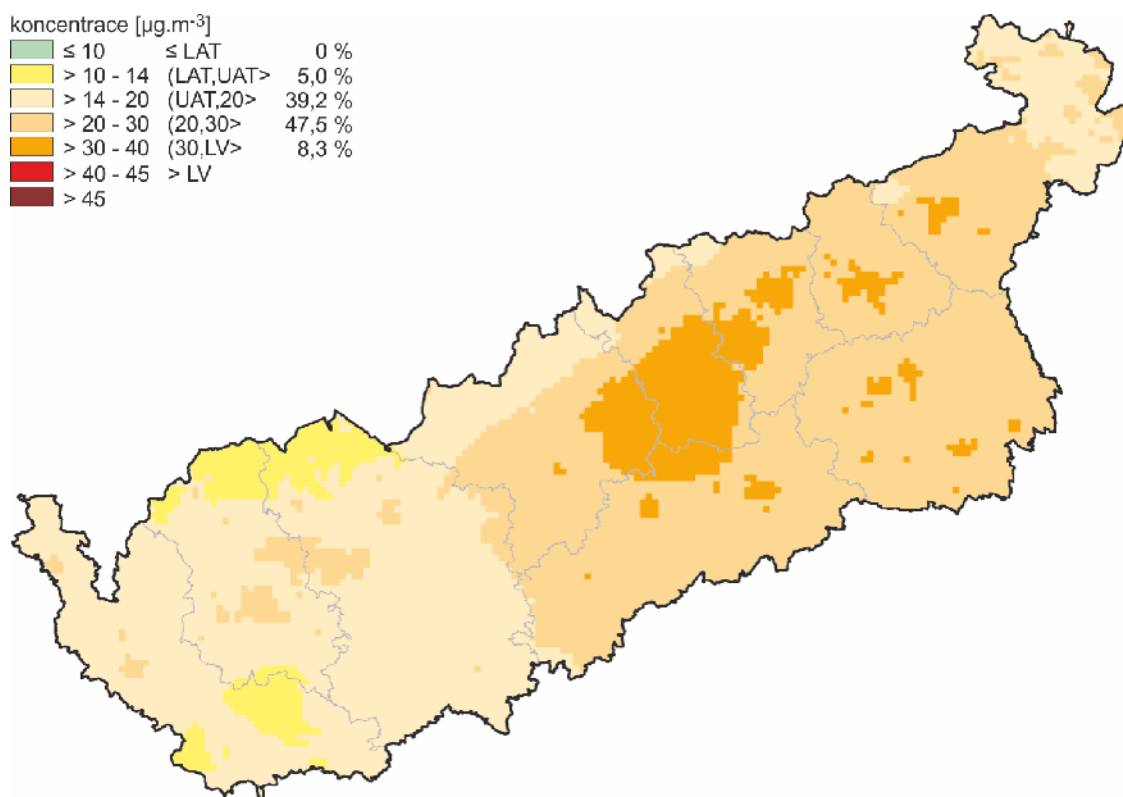 koncentrace [µg.m⁻³]
≤ 10 ≤ LAT 0 %
> 10 - 14 (LAT,UAT> 5,0 %
> 14 - 20 (UAT,20> 39,2 %
> 20 - 30 (20,30> 47,5 %
> 30 - 40 (30,LV> 8,3 %
> 40 - 45 > LV
> 45